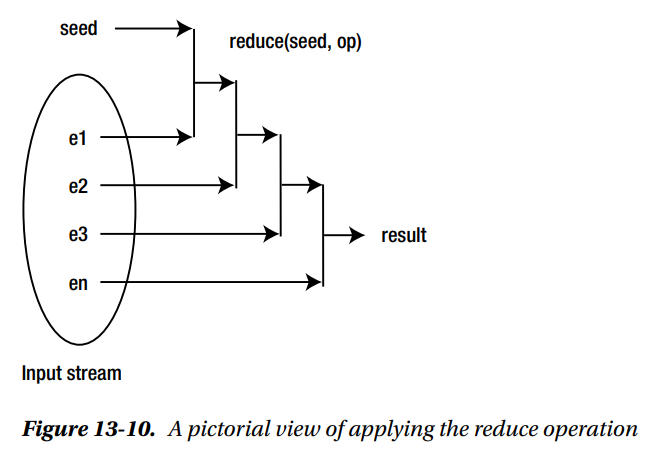 seed
reduce(seed, op)
e1
e2
e3
result
en
Input stream
Figure 13-10. A pictorial view of applying the reduce operation